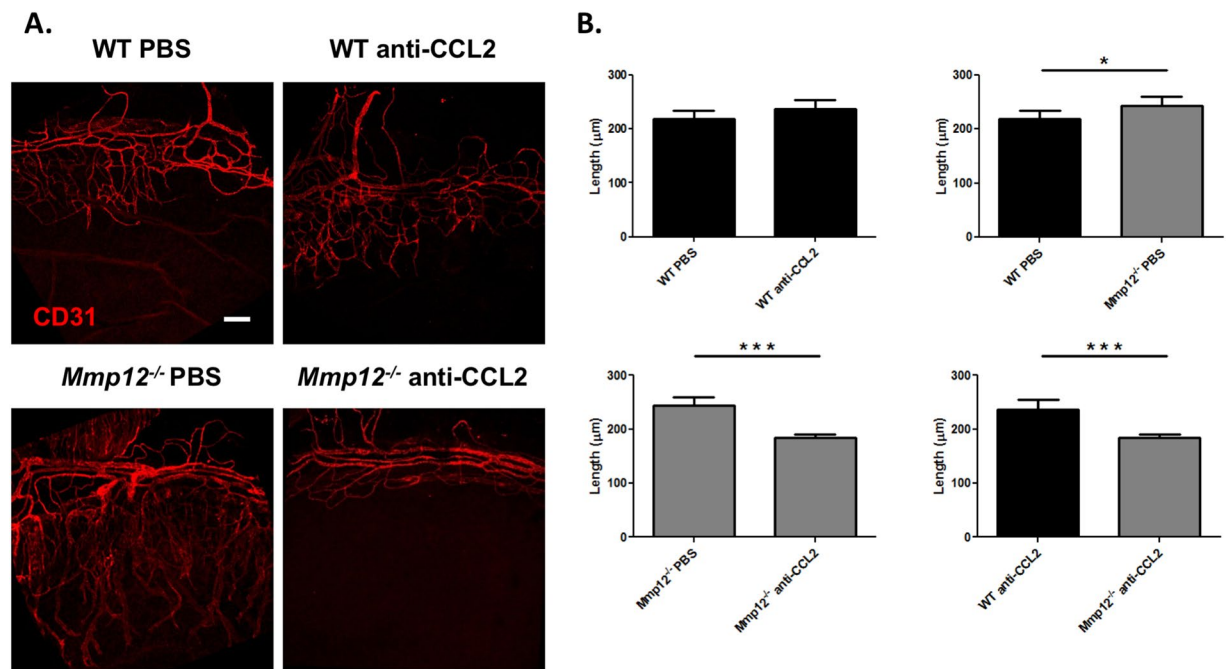 A.
WT PBS
WT anti-CCL2
CD31
Mmp12-/- PBS
Mmp12-/- anti-CCL2
B.
300
200
100
0
Length (µm)
WT PBS
WT anti-CCL2
*
300
200
100
0
Length (µm)
WT PBS
Mmp12-/- PBS
***
300
200
100
0
Length (µm)
Mmp12-/- PBS
Mmp12-/- anti-CCL2
***
300
200
100
0
Length (µm)
WT anti-CCL2
Mmp12-/- anti-CCL2